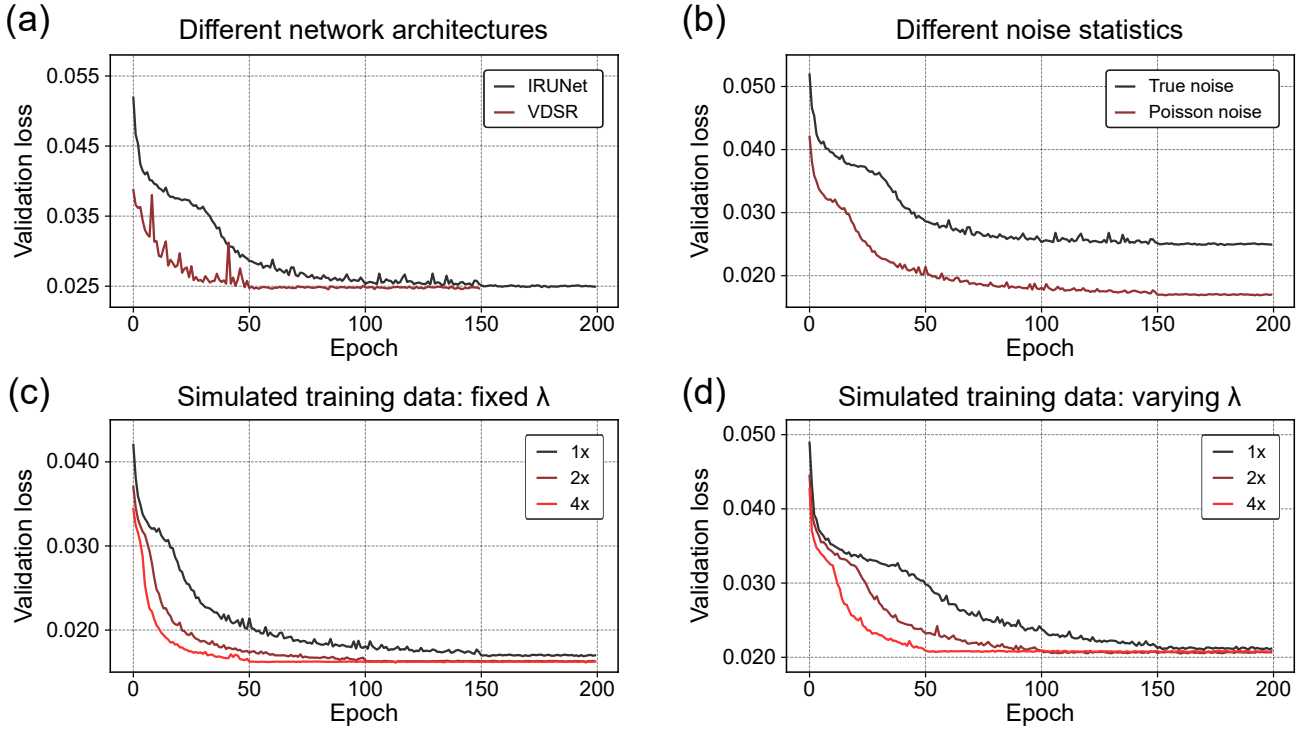 (a)
Different network architectures
0.055
0.045
0.035
0.025
Validation loss
IRUNet
VDSR
0
50
100
150
200
Epoch
(b)
Different noise statistics
0.050
0.040
0.030
0.020
Validation loss
True noise
Poisson noise
0
50
100
150
200
Epoch
(c)
Simulated training data: fixed λ
0.040
0.030
0.020
Validation loss
1x
2x
4x
0
50
100
150
200
Epoch
(d)
Simulated training data: varying λ
0.050
0.040
0.030
0.020
Validation loss
1x
2x
4x
0
50
100
150
200
Epoch